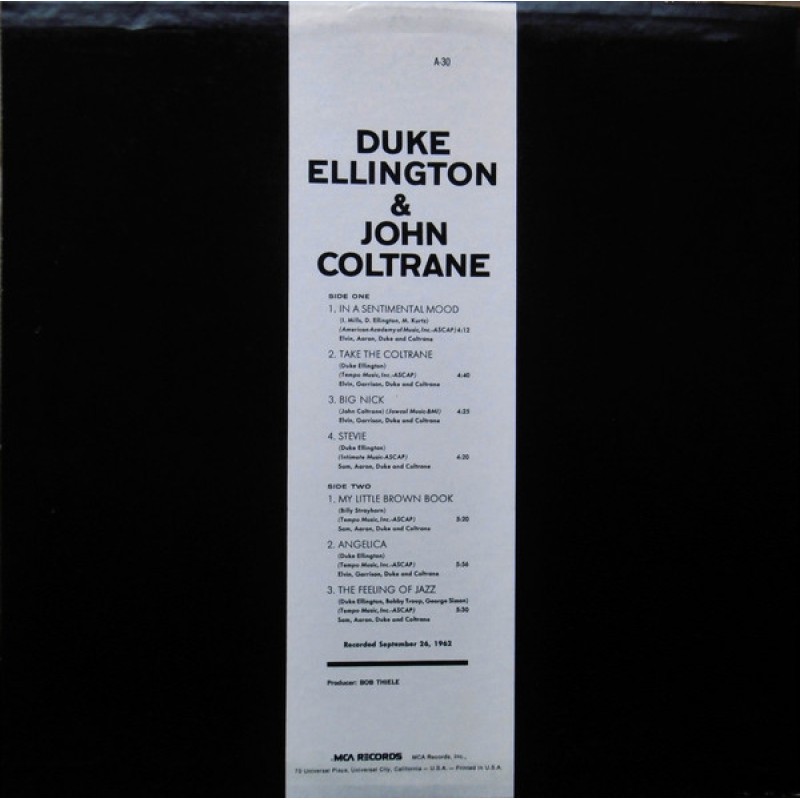 A-30
DUKE
ELLINGTON
&
JOHN
COLTRANE
SIDE ONE
1. IN A SENTIMENTAL MOOD
(I. Mills, D. Ellington, M. Kurtz)
(American Academy of Music, Inc.-ASCAP) 4:12
Elvin, Aaron, Duke and Coltrane
2. TAKE THE COLTRANE
(Duke Ellington)
(Tempo Music, Inc.-ASCAP) 4:40
Elvin, Garrison, Duke and Coltrane
3. BIG NICK
(John Coltrane) (Jowcol Music-BMI) 4:25
Elvin, Garrison, Duke and Coltrane
4. STEVIE
(Duke Ellington)
(Intimate Music-ASCAP) 4:20
Sam, Aaron, Duke and Coltrane
SIDE TWO
1. MY LITTLE BROWN BOOK
(Billy Strayhorn)
(Tempo Music, Inc.-ASCAP) 5:20
Sam, Aaron, Duke and Coltrane
2. ANGELICA
(Duke Ellington)
(Tempo Music, Inc.-ASCAP) 5:56
Elvin, Garrison, Duke and Coltrane
3. THE FEELING OF JAZZ
(Duke Ellington, Bobby Troup, George Simon)
(Tempo Music, Inc.-ASCAP) 5:30
Sam, Aaron, Duke and Coltrane
Recorded September 26, 1962
Producer: BOB THIELE
MCA RECORDS MCA Records, Inc.,
70 Universal Plaza, Universal City, California – U.S.A. – Printed in U.S.A.